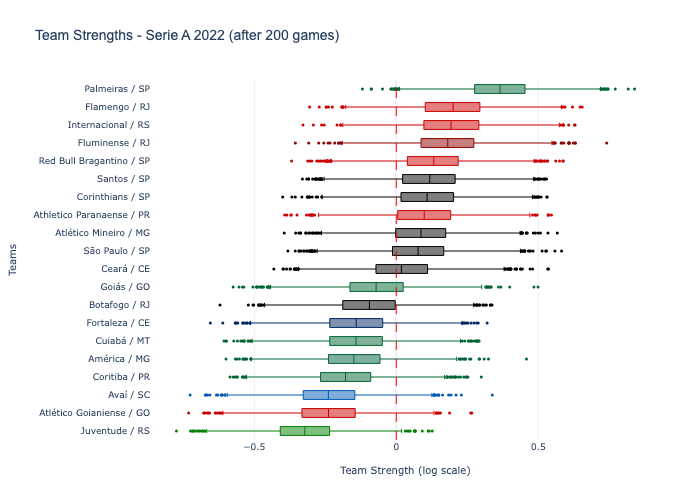 Team Strengths - Serie A 2022 (after 200 games)
Palmeiras / SP
Flamengo / RJ
Internacional / RS
Fluminense / RJ
Red Bull Bragantino / SP
Santos / SP
Corinthians / SP
Athletico Paranaense / PR
Atlético Mineiro / MG
São Paulo / SP
Ceará / CE
Goiás / GO
Botafogo / RJ
Fortaleza / CE
Cuiabá / MT
América / MG
Coritiba / PR
Avaí / SC
Atlético Goianiense / GO
Juventude / RS
Teams
−0.5 0 0.5
Team Strength (log scale)